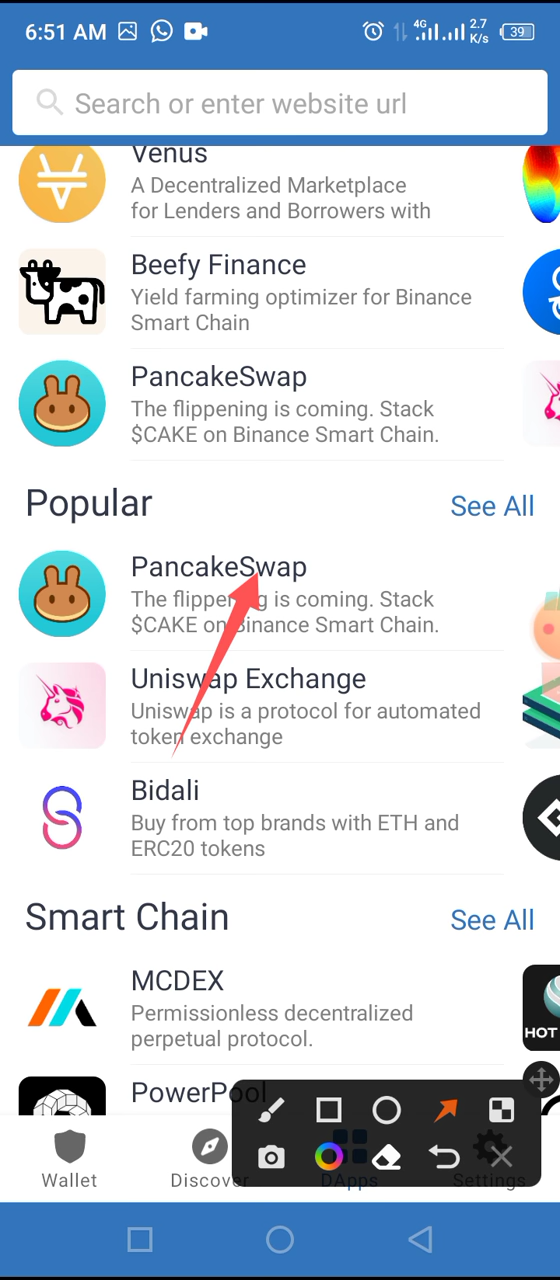 6:51 AM
4G
2.7
K/s
39
Search or enter website url
Venus
A Decentralized Marketplace
for Lenders and Borrowers with
Beefy Finance
Yield farming optimizer for Binance
Smart Chain
PancakeSwap
The flippening is coming. Stack
$CAKE on Binance Smart Chain.
Popular
See All
PancakeSwap
The flippening is coming. Stack
$CAKE on Binance Smart Chain.
Uniswap Exchange
Uniswap is a protocol for automated
token exchange
Bidali
Buy from top brands with ETH and
ERC20 tokens
Smart Chain
See All
MCDEX
Permissionless decentralized
perpetual protocol.
HOT
PowerPool
Wallet
Discover
DApps
Settings